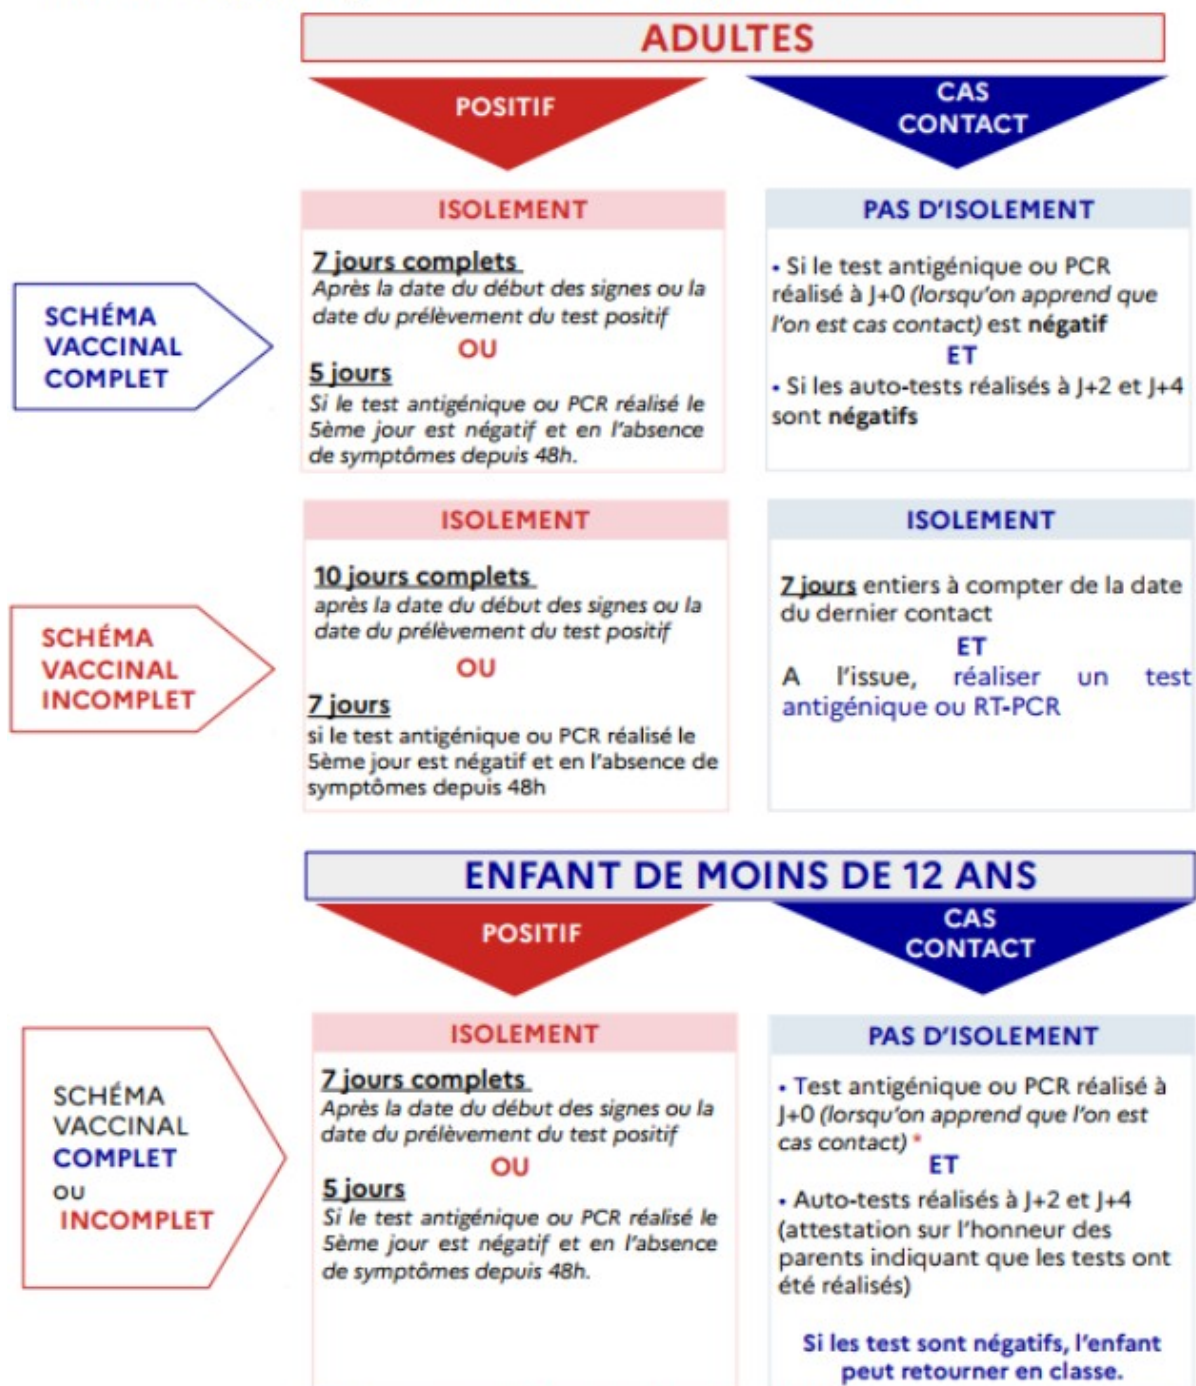 ADULTES
POSITIF
CAS
CONTACT
SCHÉMA
VACCINAL
COMPLET
ISOLEMENT
7 jours complets
Après la date du début des signes ou la
date du prélèvement du test positif
OU
5 jours
Si le test antigénique ou PCR réalisé le
5ème jour est négatif et en l'absence
de symptômes depuis 48h.
PAS D'ISOLEMENT
• Si le test antigénique ou PCR
réalisé à J+0 (lorsqu'on apprend que
l'on est cas contact) est négatif
ET
• Si les auto-tests réalisés à J+2 et J+4
sont négatifs
SCHÉMA
VACCINAL
INCOMPLET
ISOLEMENT
10 jours complets
après la date du début des signes ou la
date du prélèvement du test positif
OU
7 jours
si le test antigénique ou PCR réalisé le
5ème jour est négatif et en l'absence de
symptômes depuis 48h
ISOLEMENT
7 jours entiers à compter de la date
du dernier contact
ET
A l'issue, réaliser un test
antigénique ou RT-PCR
ENFANT DE MOINS DE 12 ANS
POSITIF
CAS
CONTACT
SCHÉMA
VACCINAL
COMPLET
OU
INCOMPLET
ISOLEMENT
7 jours complets
Après la date du début des signes ou la
date du prélèvement du test positif
OU
5 jours
Si le test antigénique ou PCR réalisé le
5ème jour est négatif et en l'absence
de symptômes depuis 48h.
PAS D'ISOLEMENT
• Test antigénique ou PCR réalisé à
J+0 (lorsqu'on apprend que l'on est
cas contact) *
ET
• Auto-tests réalisés à J+2 et J+4
(attestation sur l'honneur des
parents indiquant que les tests ont
été réalisés)
Si les test sont négatifs, l'enfant
peut retourner en classe.